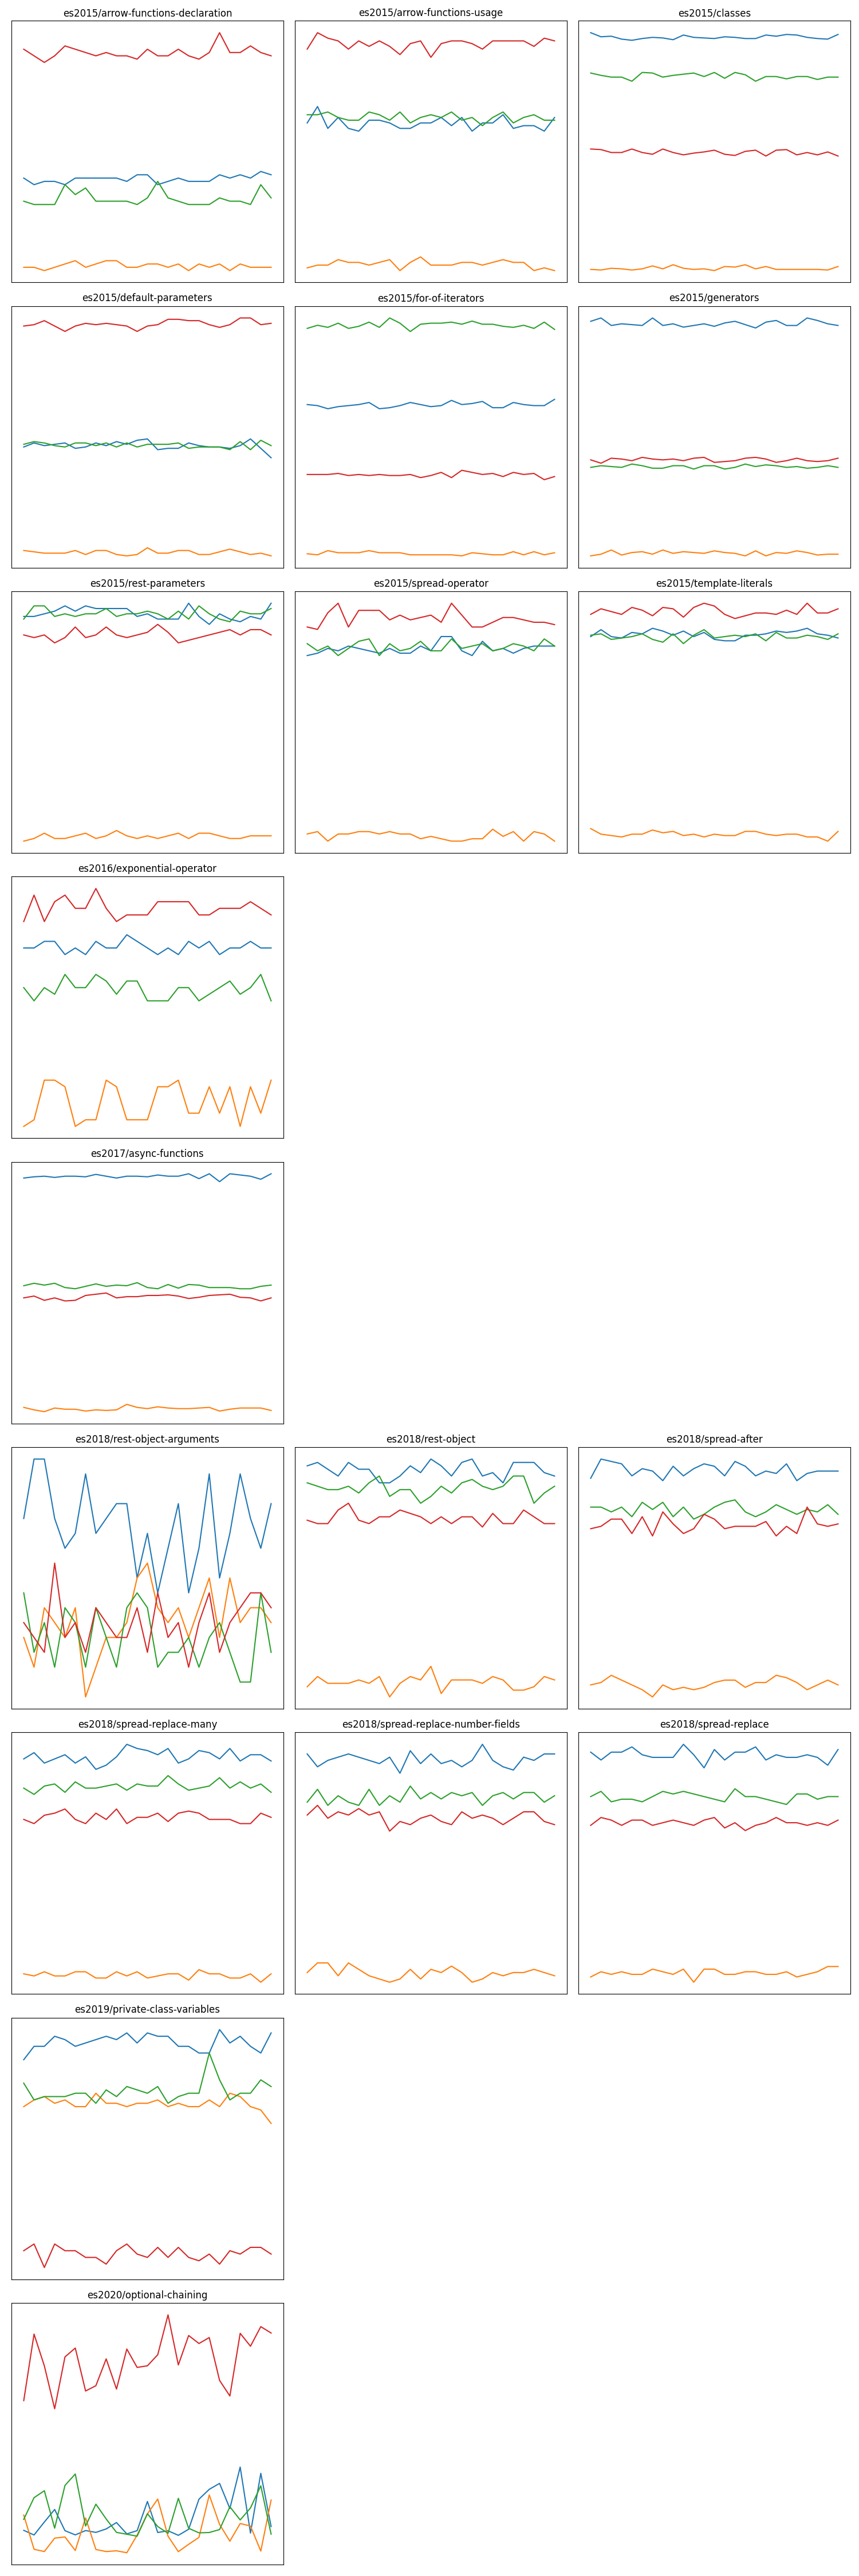 es2015/arrow-functions-declaration
es2015/arrow-functions-usage
es2015/classes
es2015/default-parameters
es2015/for-of-iterators
es2015/generators
es2015/rest-parameters
es2015/spread-operator
es2015/template-literals
es2016/exponential-operator
es2017/async-functions
es2018/rest-object-arguments
es2018/rest-object
es2018/spread-after
es2018/spread-replace-many
es2018/spread-replace-number-fields
es2018/spread-replace
es2019/private-class-variables
es2020/optional-chaining